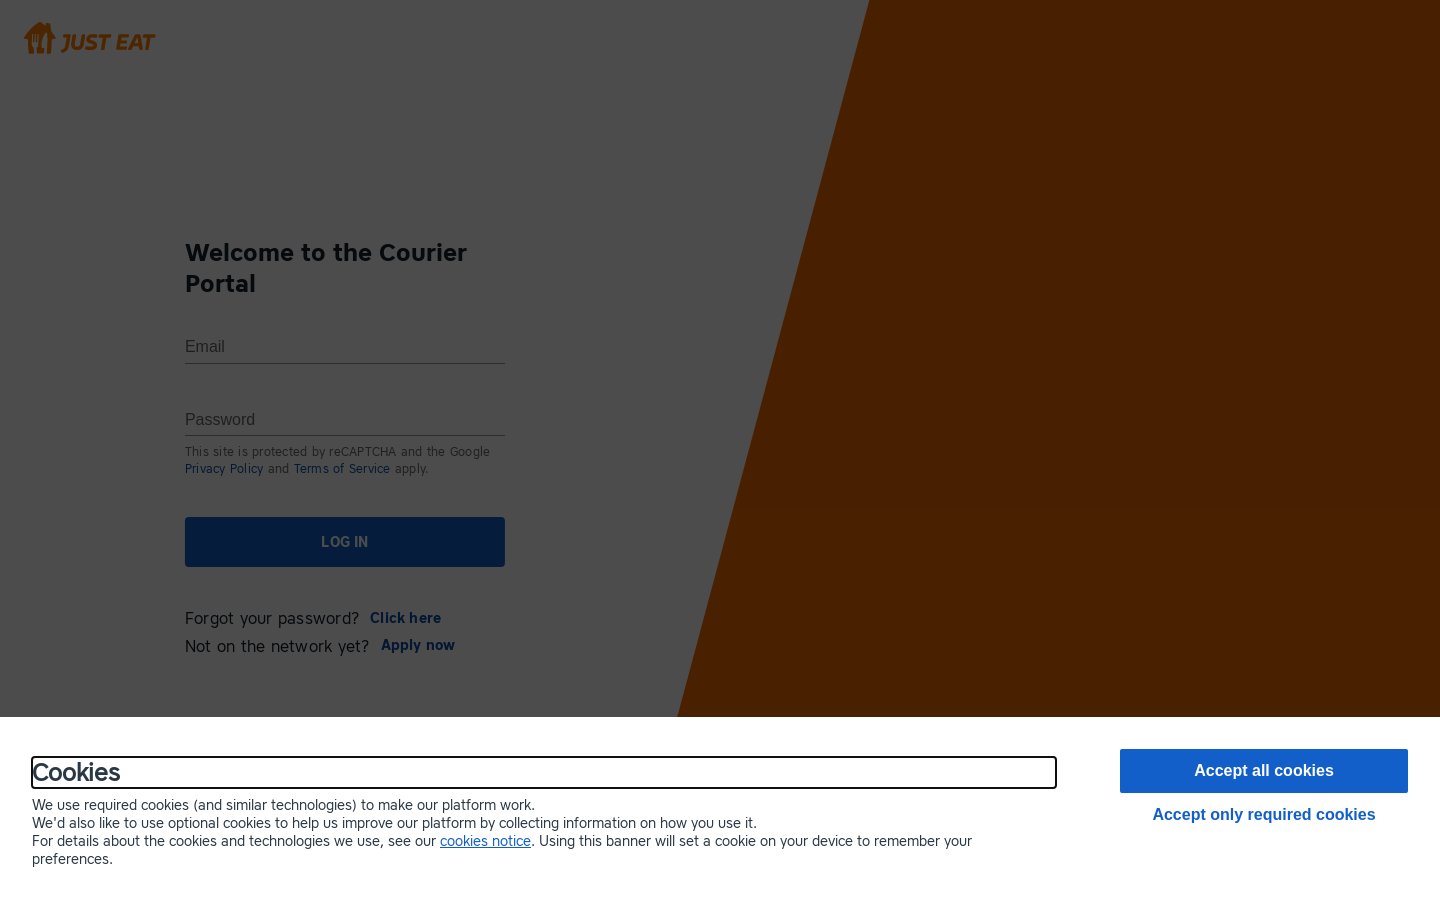 JUST EAT
Welcome to the Courier
Portal
Email
Password
This site is protected by reCAPTCHA and the Google
Privacy Policy and Terms of Service apply.
LOG IN
Forgot your password? Click here
Not on the network yet? Apply now
Cookies
We use required cookies (and similar technologies) to make our platform work.
We'd also like to use optional cookies to help us improve our platform by collecting information on how you use it.
For details about the cookies and technologies we use, see our cookies notice. Using this banner will set a cookie on your device to remember your
preferences.
Accept all cookies
Accept only required cookies